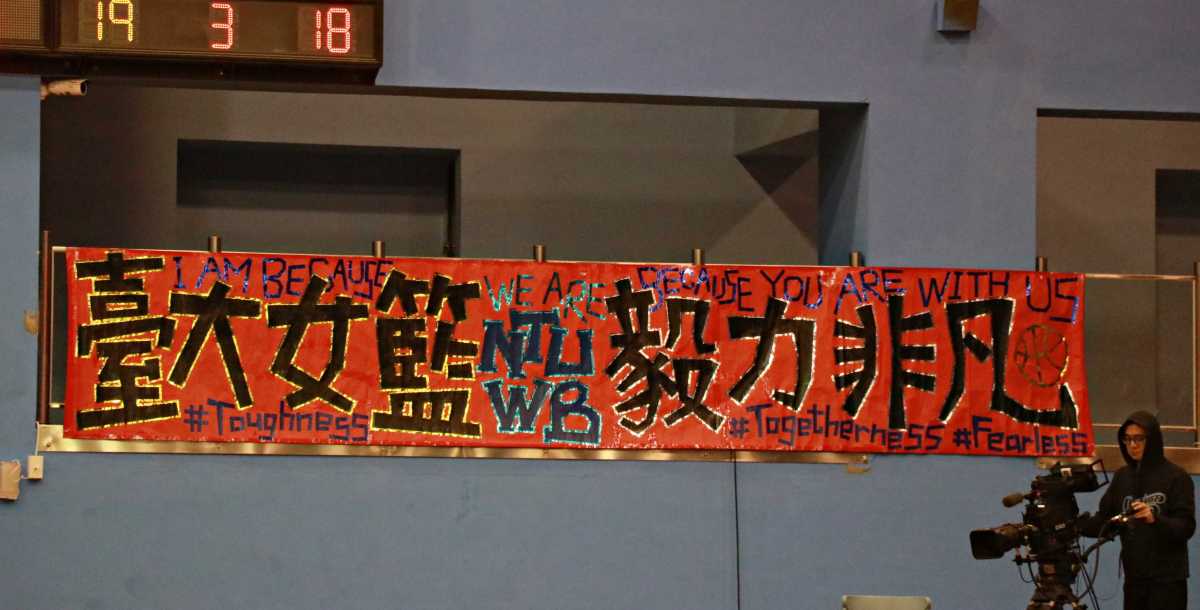 19 3 18
I AM BECAUSE WE ARE BECAUSE YOU ARE WITH US
臺大女籃 NTU WB 毅力非凡
#Toughness #Togetherness #Fearless